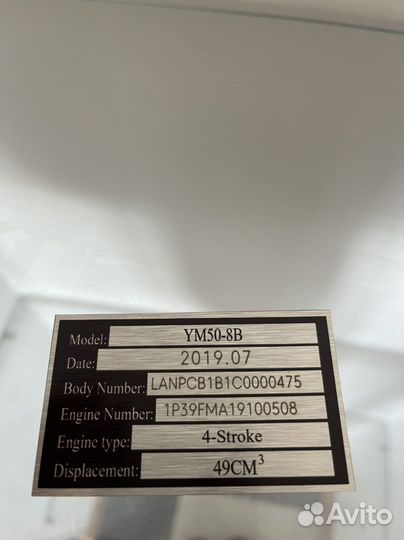 Model: YM50-8B
Date: 2019.07
Body Number: LANPCB1B1C0000475
Engine Number: 1P39FMA19100508
Engine type: 4-Stroke
Displacement: 49CM³
Avito